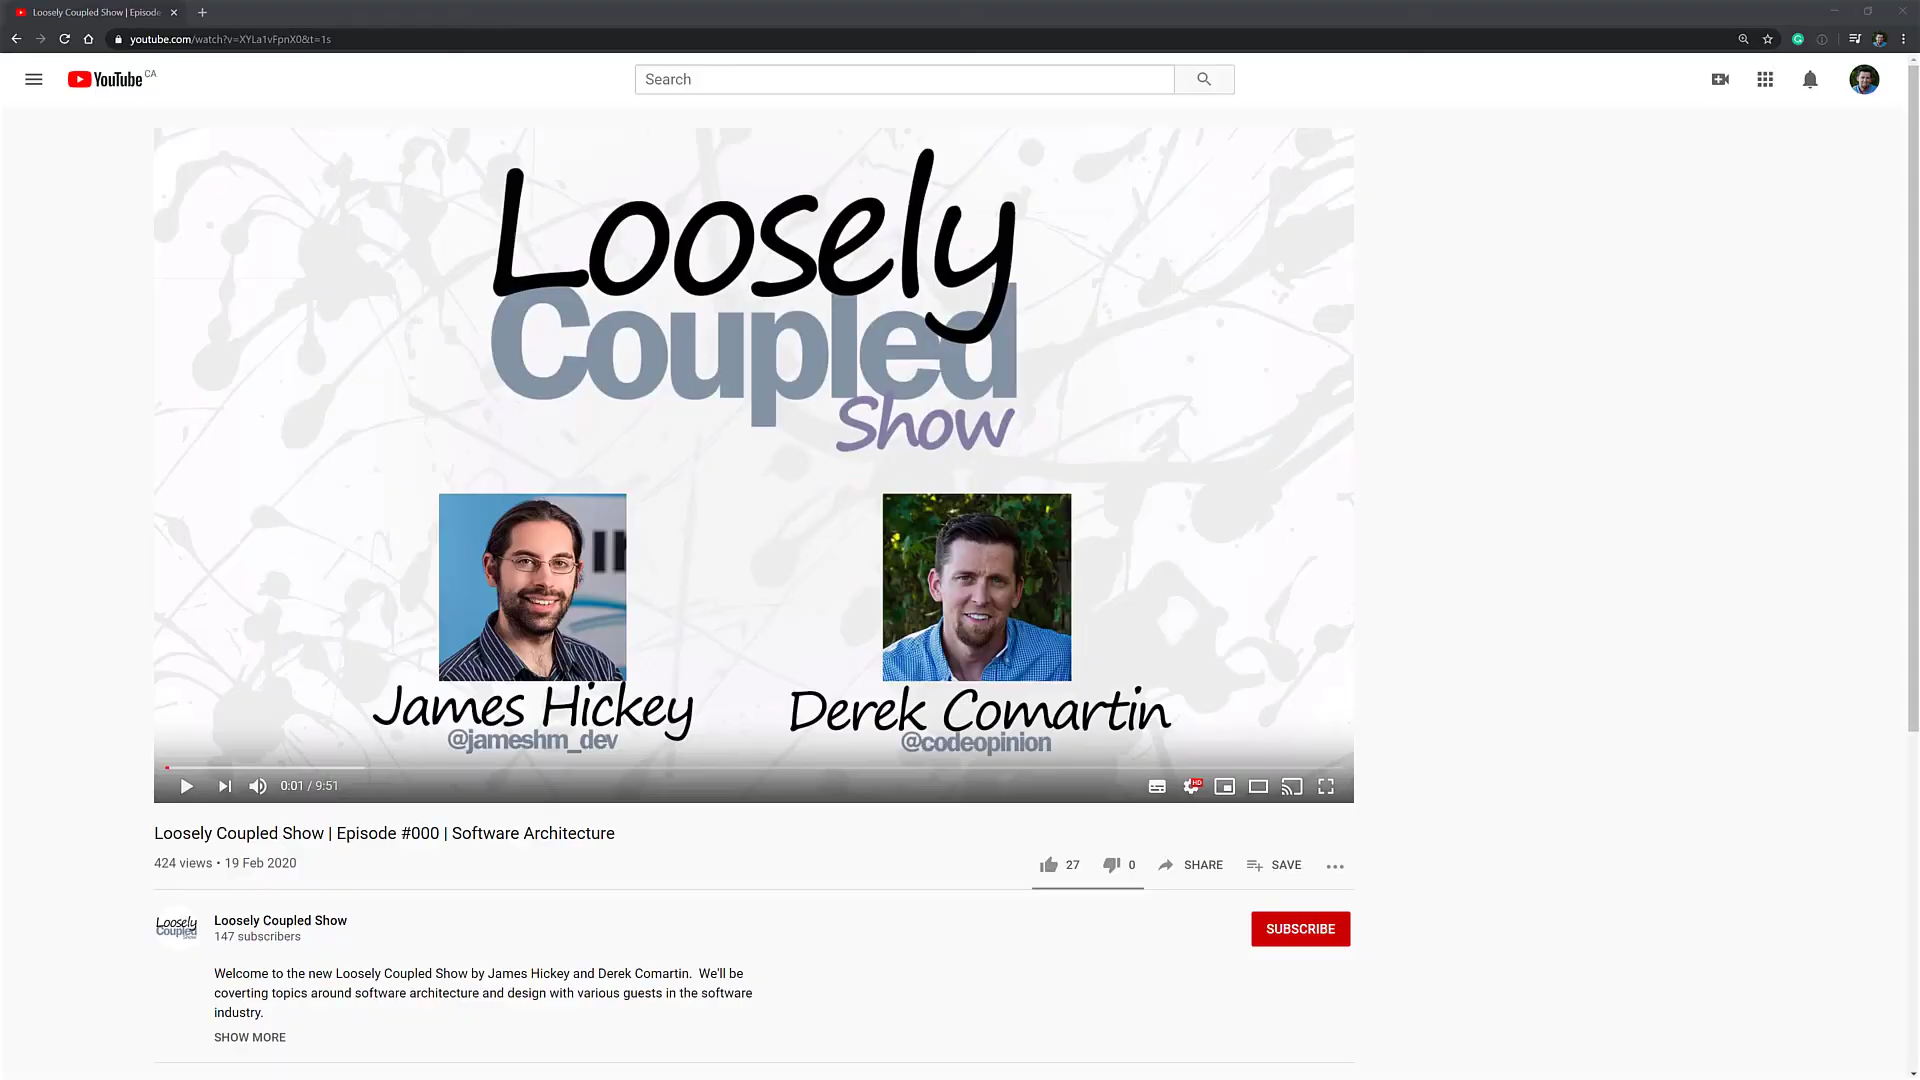 Loosely Coupled Show | Episode
youtube.com/watch?v=XYLa1vFpnX0&t=1s
YouTube CA
Search
Loosely
Coupled
Show
James Hickey
@jameshm_dev
Derek Comartin
@codeopinion
0:01 / 9:51
HD
Loosely Coupled Show | Episode #000 | Software Architecture
424 views • 19 Feb 2020
27
0
SHARE
SAVE
Loosely
Coupled
Loosely Coupled Show
147 subscribers
SUBSCRIBE
Welcome to the new Loosely Coupled Show by James Hickey and Derek Comartin.  We'll be
coverting topics around software architecture and design with various guests in the software
industry.
SHOW MORE